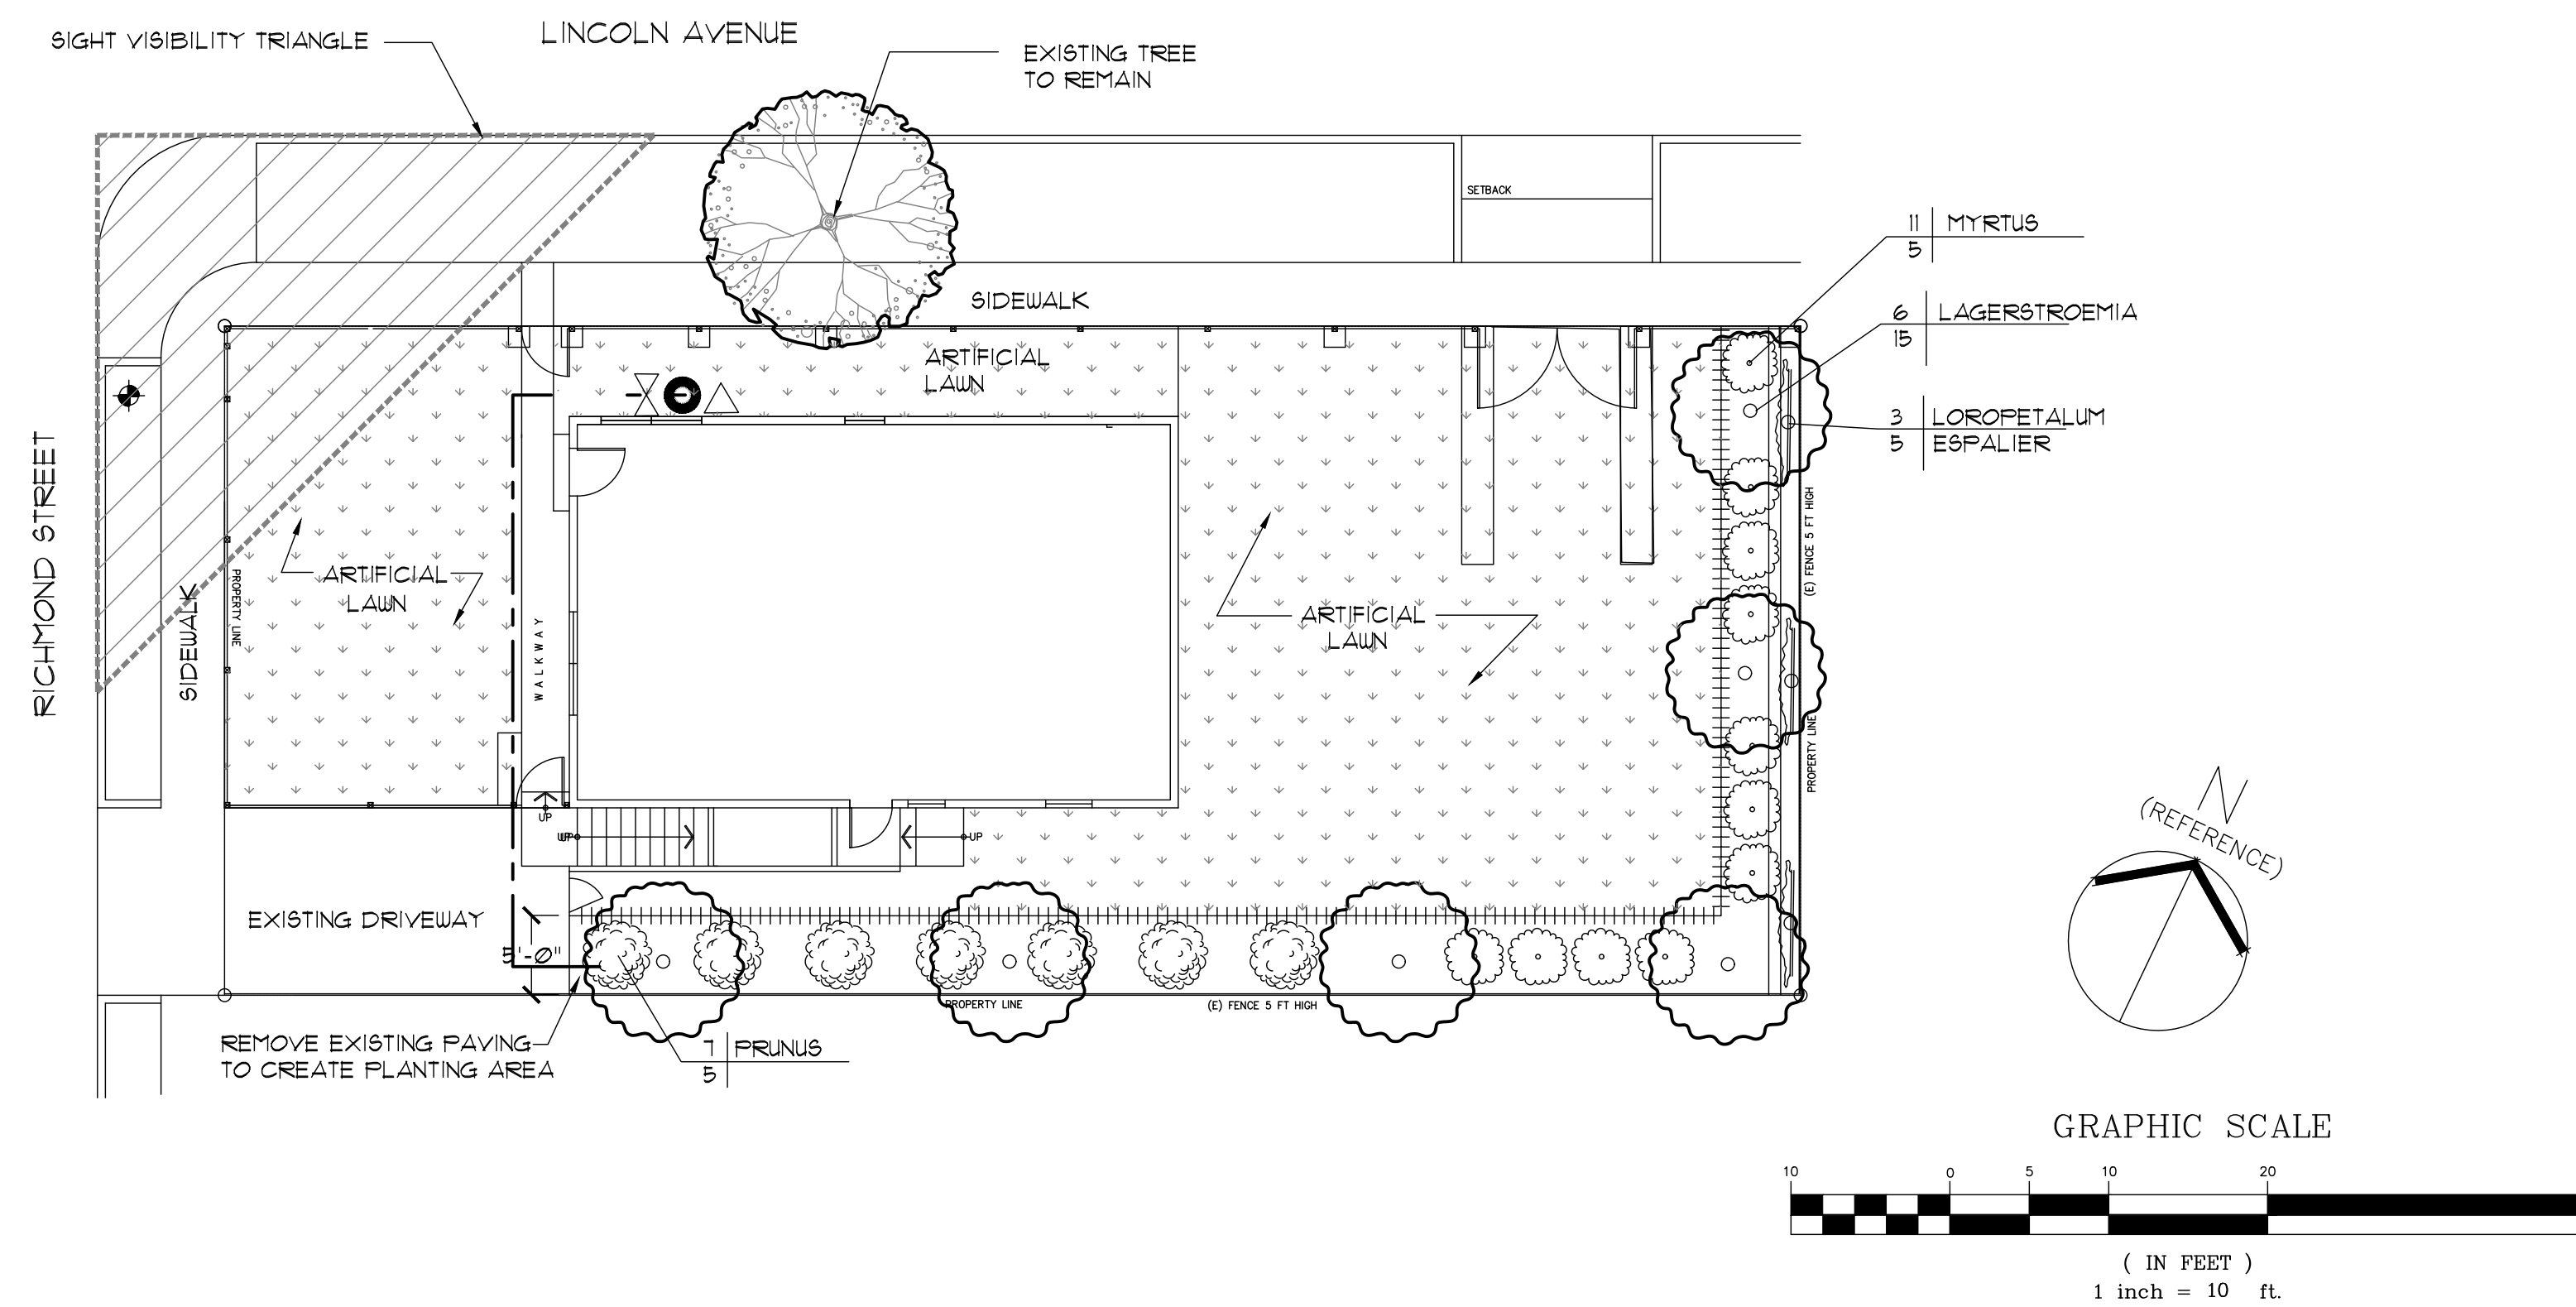 SIGHT VISIBILITY TRIANGLE
LINCOLN AVENUE
EXISTING TREE
TO REMAIN
SETBACK
11 MYRTUS
5
SIDEWALK
6 LAGERSTROEMIA
15
ARTIFICIAL
LAWN
3 LOROPETALUM
5 ESPALIER
RICHMOND STREET
SIDEWALK
PROPERTY LINE
ARTIFICIAL
LAWN
WALKWAY
ARTIFICIAL
LAWN
(E) FENCE 5 FT HIGH
PROPERTY LINE
UP
UP
UP
N
(REFERENCE)
EXISTING DRIVEWAY
5'-0"
PROPERTY LINE
(E) FENCE 5 FT HIGH
REMOVE EXISTING PAVING
TO CREATE PLANTING AREA
7 PRUNUS
5
GRAPHIC SCALE
10 0 5 10 20
( IN FEET )
1 inch = 10 ft.